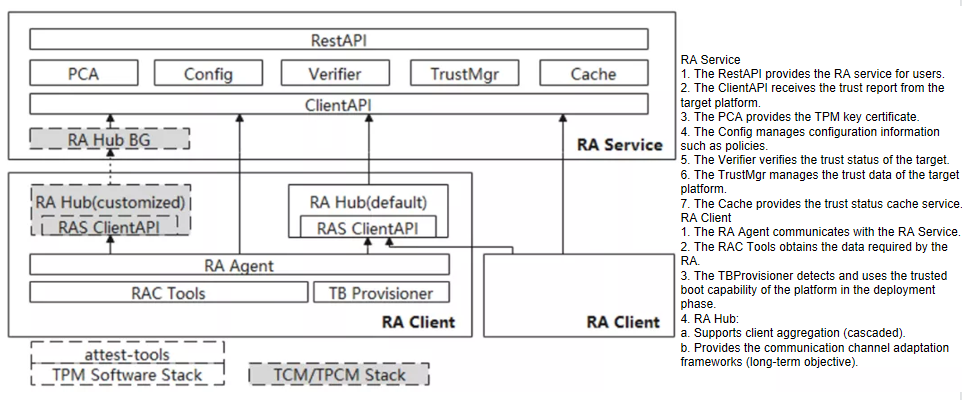 RestAPI
PCA
Config
Verifier
TrustMgr
Cache
ClientAPI
RA Hub BG
RA Service
RA Hub(customized)
RAS ClientAPI
RA Hub(default)
RAS ClientAPI
RA Agent
RAC Tools
TB Provisioner
RA Client
RA Client
attest-tools
TPM Software Stack
TCM/TPCM Stack
RA Service
1. The RestAPI provides the RA service for users.
2. The ClientAPI receives the trust report from the
target platform.
3. The PCA provides the TPM key certificate.
4. The Config manages configuration information
such as policies.
5. The Verifier verifies the trust status of the target.
6. The TrustMgr manages the trust data of the target
platform.
7. The Cache provides the trust status cache service.
RA Client
1. The RA Agent communicates with the RA Service.
2. The RAC Tools obtains the data required by the
RA.
3. The TBProvisioner detects and uses the trusted
boot capability of the platform in the deployment
phase.
4. RA Hub:
a. Supports client aggregation (cascaded).
b. Provides the communication channel adaptation
frameworks (long-term objective).